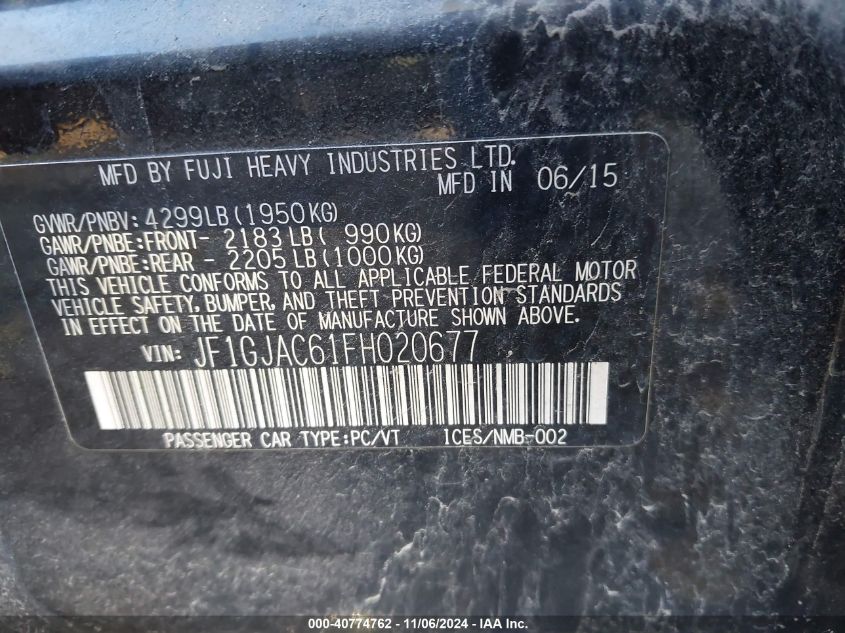 MFD BY FUJI HEAVY INDUSTRIES LTD.
MFD IN 06/15
GVWR/PNBV: 4299LB (1950KG)
GAWR/PNBE:FRONT- 2183 LB ( 990KG)
GAWR/PNBE:REAR - 2205 LB (1000KG)
THIS VEHICLE CONFORMS TO ALL APPLICABLE FEDERAL MOTOR
VEHICLE SAFETY, BUMPER, AND THEFT PREVENTION STANDARDS
IN EFFECT ON THE DATE OF MANUFACTURE SHOWN ABOVE.
VIN: JF1GJAC61FH020677
PASSENGER CAR TYPE:PC/VT 1CES/NMB-002
000-40774762 - 11/06/2024 - IAA Inc.